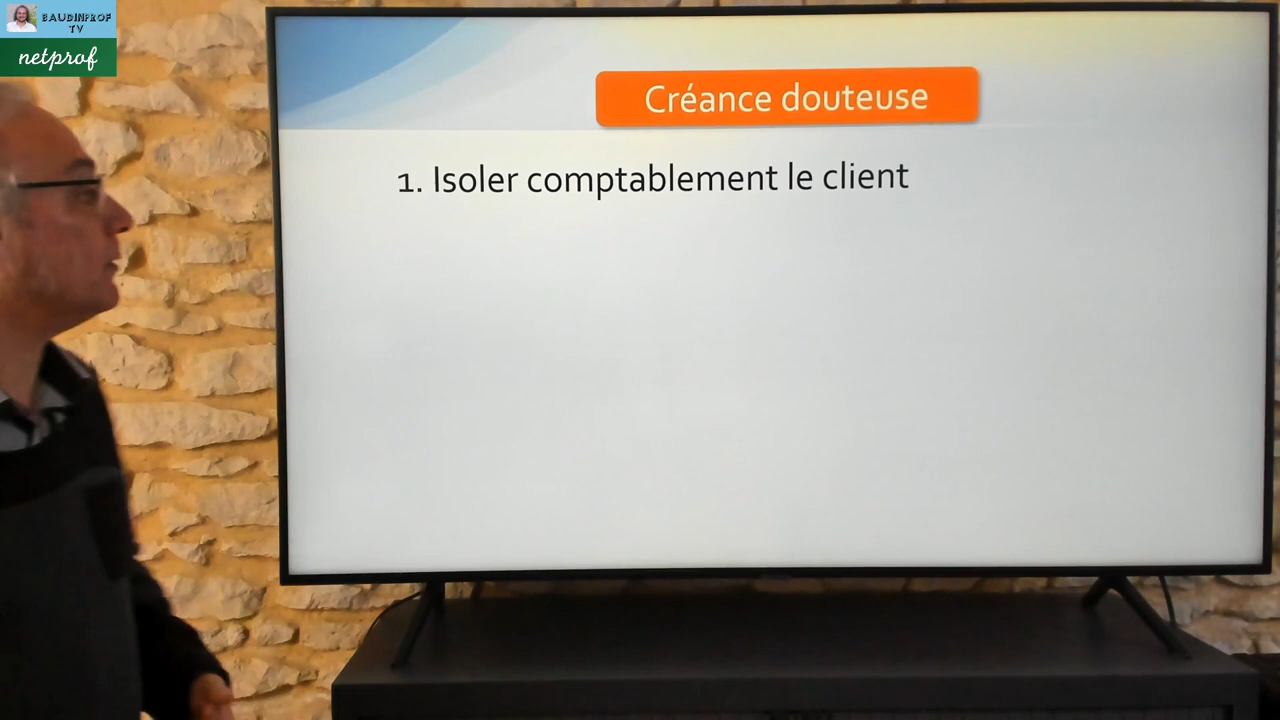 BAUDINPROF
TV
netprof
Créance douteuse
1. Isoler comptablement le client